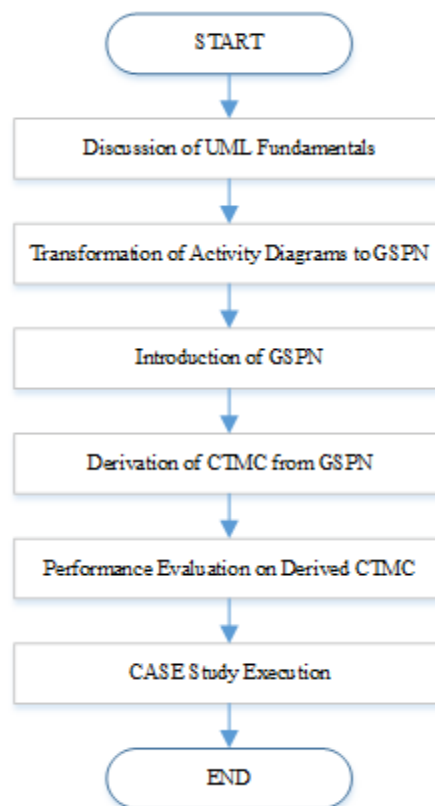 START
Discussion of UML Fundamentals
Transformation of Activity Diagrams to GSPN
Introduction of GSPN
Derivation of CTMC from GSPN
Performance Evaluation on Derived CTMC
CASE Study Execution
END